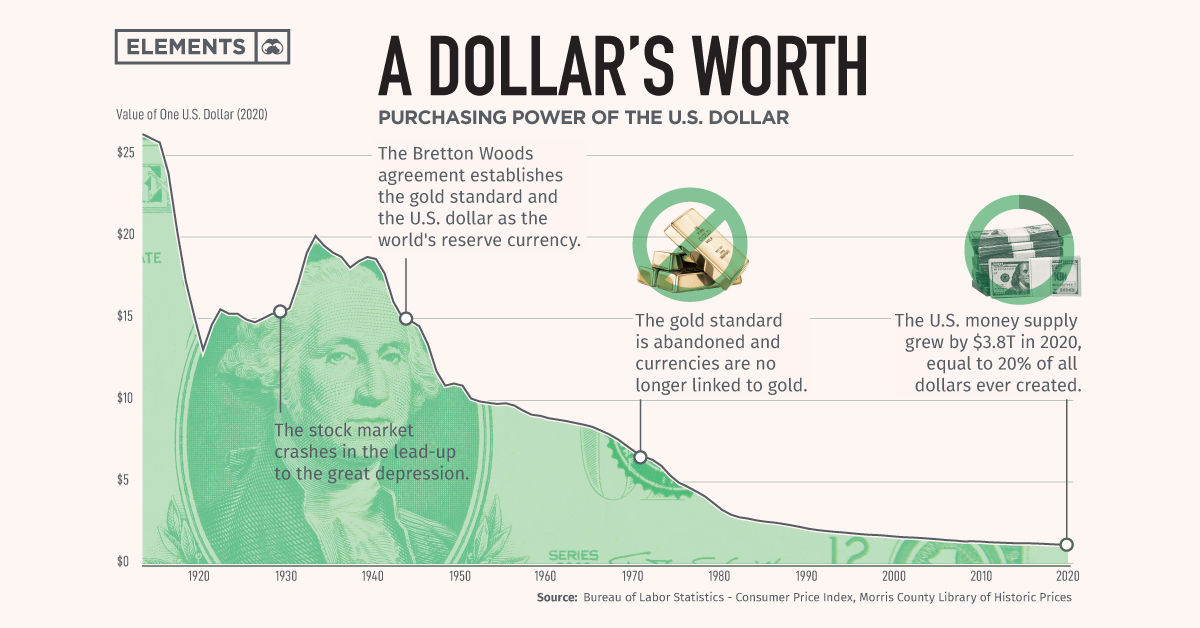 ELEMENTS
A DOLLAR'S WORTH
PURCHASING POWER OF THE U.S. DOLLAR
Value of One U.S. Dollar (2020)
$25
$20
$15
$10
$5
$0
The Bretton Woods
agreement establishes
the gold standard and
the U.S. dollar as the
world's reserve currency.
The stock market
crashes in the lead-up
to the great depression.
The gold standard
is abandoned and
currencies are no
longer linked to gold.
The U.S. money supply
grew by $3.8T in 2020,
equal to 20% of all
dollars ever created.
ATE
SERIES
12
1920
1930
1940
1950
1960
1970
1980
1990
2000
2010
2020
Source: Bureau of Labor Statistics - Consumer Price Index, Morris County Library of Historic Prices